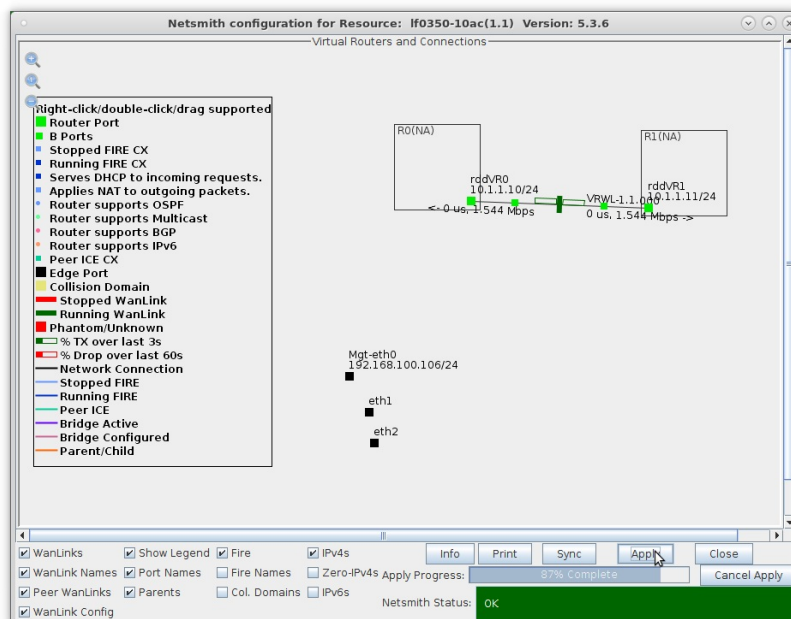 Netsmith configuration for Resource: lf0350-10ac(1.1) Version: 5.3.6
Virtual Routers and Connections
Right-click/double-click/drag supported
Router Port
B Ports
Stopped FIRE CX
Running FIRE CX
Serves DHCP to incoming requests.
Applies NAT to outgoing packets.
Router supports OSPF
Router supports Multicast
Router supports BGP
Router supports IPv6
Peer ICE CX
Edge Port
Collision Domain
Stopped WanLink
Running WanLink
Phantom/Unknown
% TX over last 3s
% Drop over last 60s
Network Connection
Stopped FIRE
Running FIRE
Peer ICE
Bridge Active
Bridge Configured
Parent/Child
R0(NA)
R1(NA)
rddVR0
10.1.1.10/24
VRWL-1.1.000
rddVR1
10.1.1.11/24
<- 0 us, 1.544 Mbps
0 us, 1.544 Mbps ->
Mgt-eth0
192.168.100.106/24
eth1
eth2
WanLinks Show Legend Fire IPv4s Info Print Sync Apply Close
WanLink Names Port Names Fire Names Zero-IPv4s Apply Progress: 87% Complete Cancel Apply
Peer WanLinks Parents Col. Domains IPv6s
Netsmith Status: OK
WanLink Config